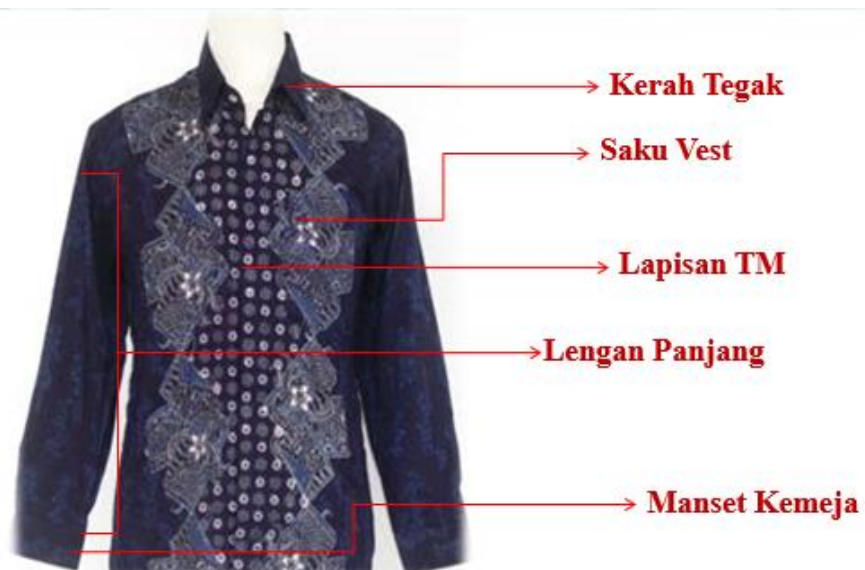 Kerah Tegak
Saku Vest
Lapisan TM
Lengan Panjang
Manset Kemeja